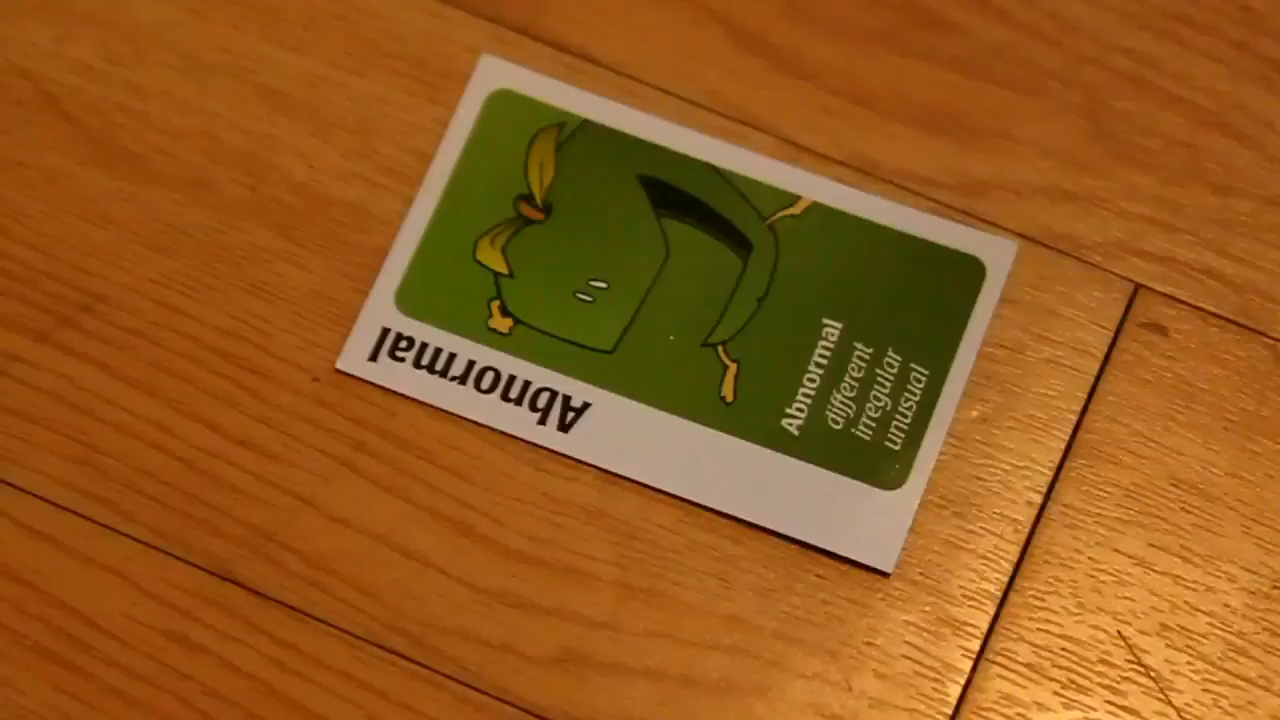 Abnormal
Abnormal
different
irregular
unusual